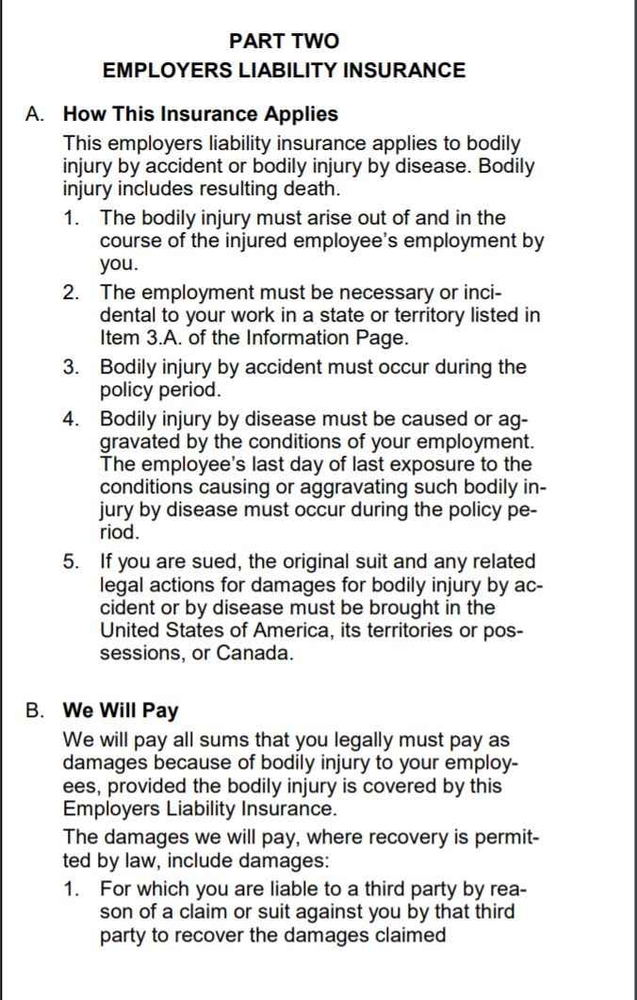 PART TWO
EMPLOYERS LIABILITY INSURANCE
A. How This Insurance Applies
This employers liability insurance applies to bodily
injury by accident or bodily injury by disease. Bodily
injury includes resulting death.
1. The bodily injury must arise out of and in the
course of the injured employee’s employment by
you.
2. The employment must be necessary or inci-
dental to your work in a state or territory listed in
Item 3.A. of the Information Page.
3. Bodily injury by accident must occur during the
policy period.
4. Bodily injury by disease must be caused or ag-
gravated by the conditions of your employment.
The employee’s last day of last exposure to the
conditions causing or aggravating such bodily in-
jury by disease must occur during the policy pe-
riod.
5. If you are sued, the original suit and any related
legal actions for damages for bodily injury by ac-
cident or by disease must be brought in the
United States of America, its territories or pos-
sessions, or Canada.
B. We Will Pay
We will pay all sums that you legally must pay as
damages because of bodily injury to your employ-
ees, provided the bodily injury is covered by this
Employers Liability Insurance.
The damages we will pay, where recovery is permit-
ted by law, include damages:
1. For which you are liable to a third party by rea-
son of a claim or suit against you by that third
party to recover the damages claimed